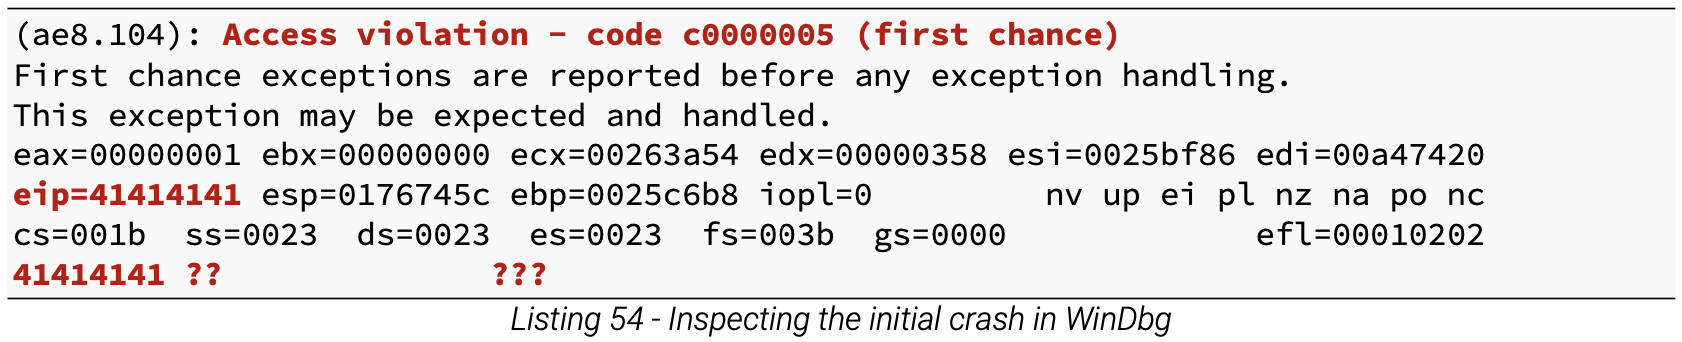 (ae8.104): Access violation - code c0000005 (first chance)
First chance exceptions are reported before any exception handling.
This exception may be expected and handled.
eax=00000001 ebx=00000000 ecx=00263a54 edx=00000358 esi=0025bf86 edi=00a47420
eip=41414141 esp=0176745c ebp=0025c6b8 iopl=0         nv up ei pl nz na po nc
cs=001b  ss=0023  ds=0023  es=0023  fs=003b  gs=0000             efl=00010202
41414141 ??              ???
Listing 54 - Inspecting the initial crash in WinDbg